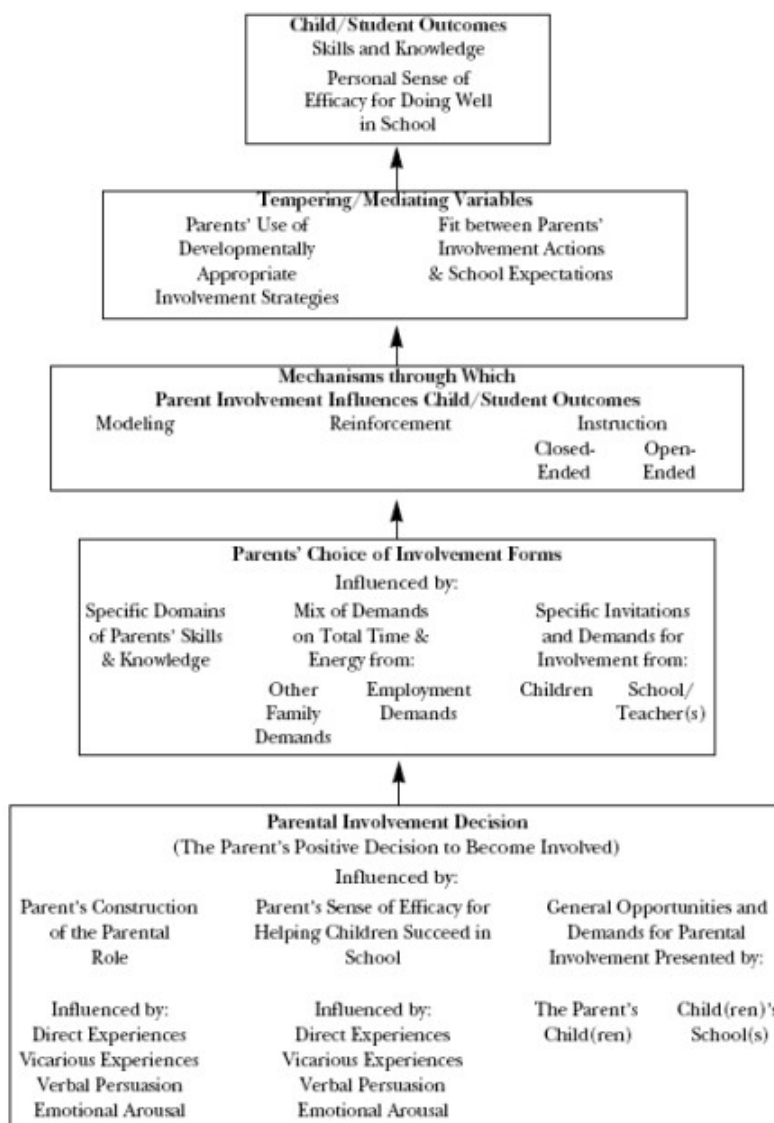 Child/Student Outcomes
Skills and Knowledge
Personal Sense of
Efficacy for Doing Well
in School
Tempering/Mediating Variables
Parents' Use of
Developmentally
Appropriate
Involvement Strategies
Fit between Parents'
Involvement Actions
& School Expectations
Mechanisms through Which
Parent Involvement Influences Child/Student Outcomes
Modeling
Reinforcement
Instruction
Closed-
Ended
Open-
Ended
Parents' Choice of Involvement Forms
Influenced by:
Specific Domains
of Parents' Skills
& Knowledge
Mix of Demands
on Total Time &
Energy from:
Other
Family
Demands
Employment
Demands
Specific Invitations
and Demands for
Involvement from:
Children
School/
Teacher(s)
Parental Involvement Decision
(The Parent's Positive Decision to Become Involved)
Influenced by:
Parent's Construction
of the Parental
Role
Influenced by:
Direct Experiences
Vicarious Experiences
Verbal Persuasion
Emotional Arousal
Parent's Sense of Efficacy for
Helping Children Succeed in
School
Influenced by:
Direct Experiences
Vicarious Experiences
Verbal Persuasion
Emotional Arousal
General Opportunities and
Demands for Parental
Involvement Presented by:
The Parent's
Child(ren)
Child(ren)'s
School(s)